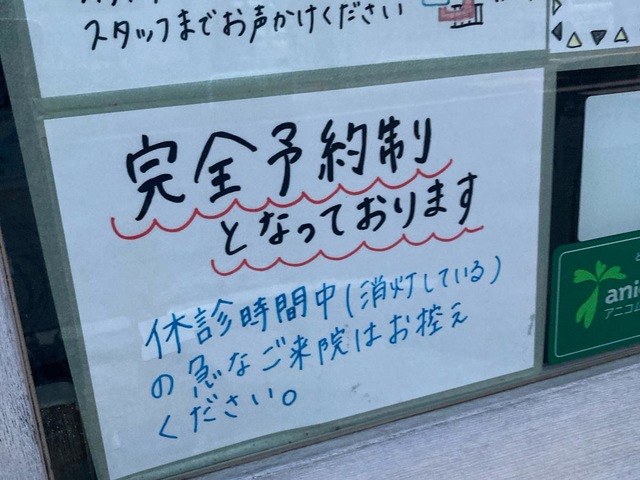 スタッフまでお声かけください
完全予約制
となっております
休診時間中(消灯している)
の急なご来院はお控え
ください。
ani
アニコム